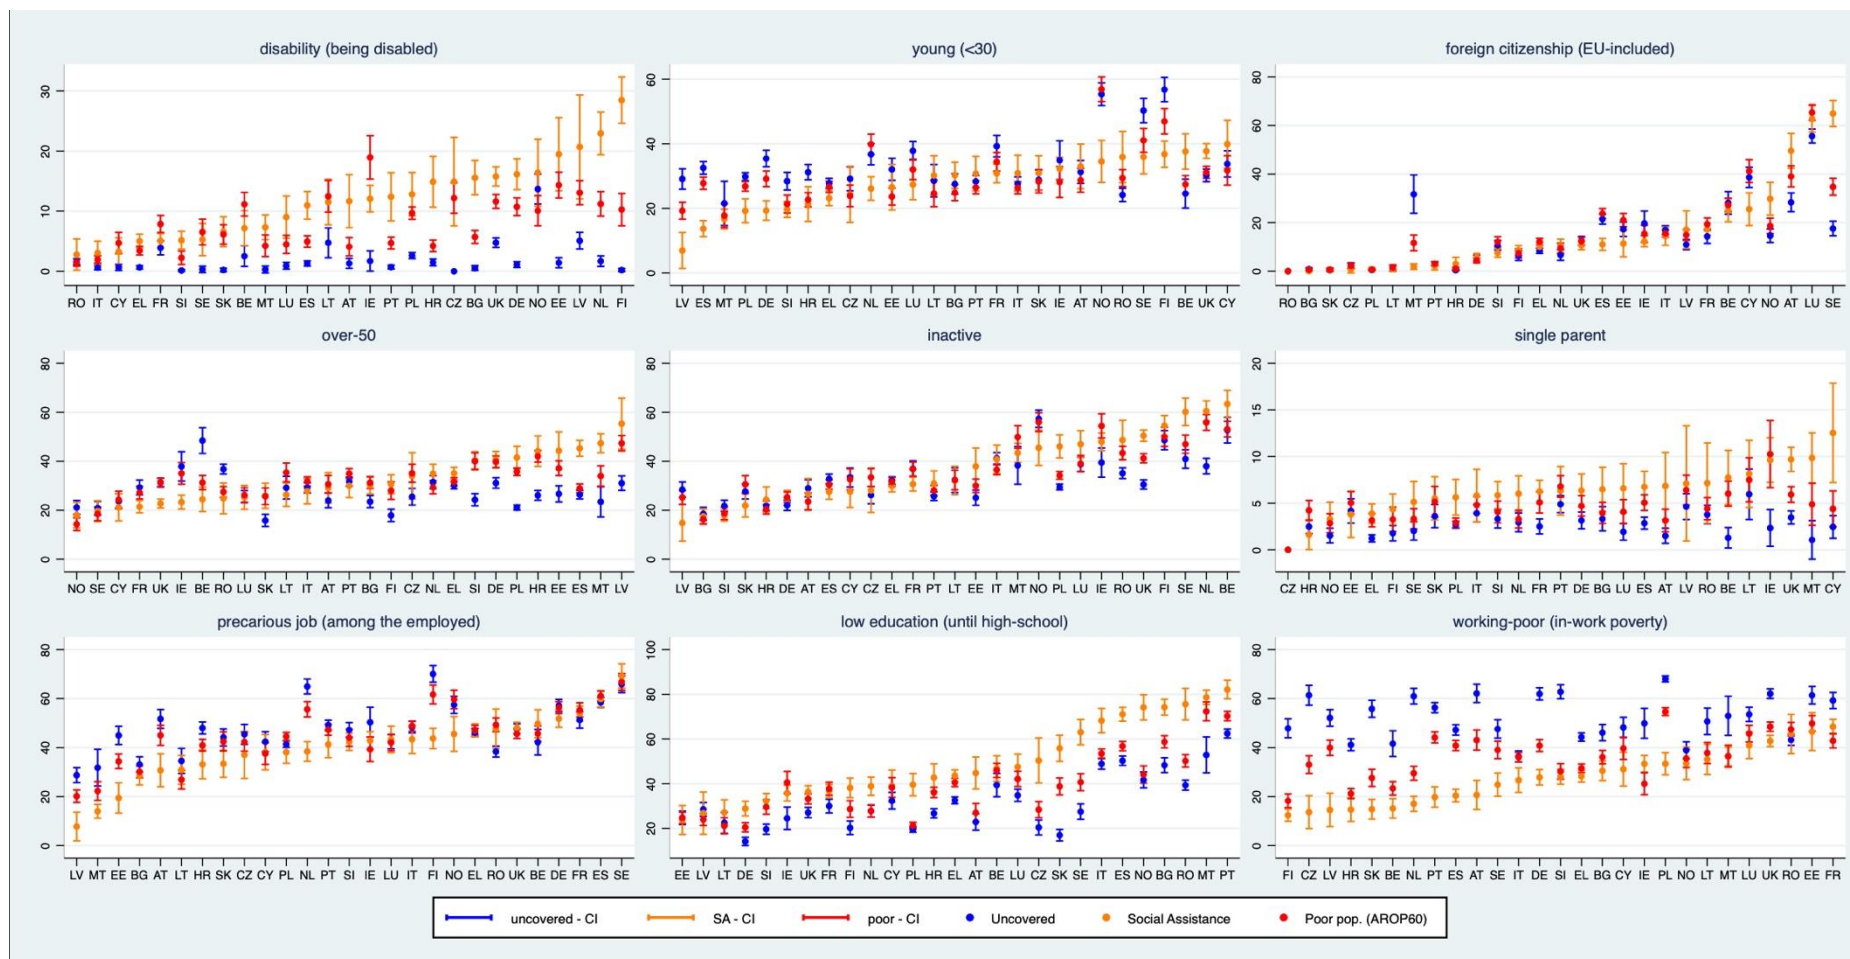 disability (being disabled)
young (<30)
foreign citizenship (EU-included)
30
20
10
0
60
40
20
0
80
60
40
20
0
RO IT CY EL FR SI SE SK BE MT LU ES LT AT IE PT PL HR CZ BG UK DE NO EE LV NL FI
LV ES MT PL DE SI HR EL CZ NL EE LU LT BG PT FR IT SK IE AT NO RO SE FI BE UK CY
RO BG SK CZ PL LT MT PT HR DE SI FI EL NL UK ES EE IE IT LV FR BE CY NO AT LU SE
over-50
inactive
single parent
80
60
40
20
0
80
60
40
20
0
20
15
10
5
0
NO SE CY FR UK IE BE RO LU SK LT IT AT PT BG FI CZ NL EL SI DE PL HR EE ES MT LV
LV BG SI SK HR DE AT ES CY CZ EL FR PT LT EE IT MT NO PL LU IE RO UK FI SE NL BE
CZ HR NO EE EL FI SE SK PL IT SI NL FR PT DE BG LU ES AT LV RO BE LT IE UK MT CY
precarious job (among the employed)
low education (until high-school)
working-poor (in-work poverty)
80
60
40
20
0
100
80
60
40
20
80
60
40
20
0
LV MT EE BG AT LT HR SK CZ CY PL NL PT SI IE LU IT FI NO EL RO UK BE DE FR ES SE
EE LV LT DE SI IE UK FR FI NL CY PL HR EL AT BE LU CZ SK SE IT ES NO BG RO MT PT
FI CZ LV HR SK BE NL PT ES AT SE IT DE SI EL BG CY IE PL NO LT MT LU UK RO EE FR
uncovered - CI
SA - CI
poor - CI
Uncovered
Social Assistance
Poor pop. (AROP60)